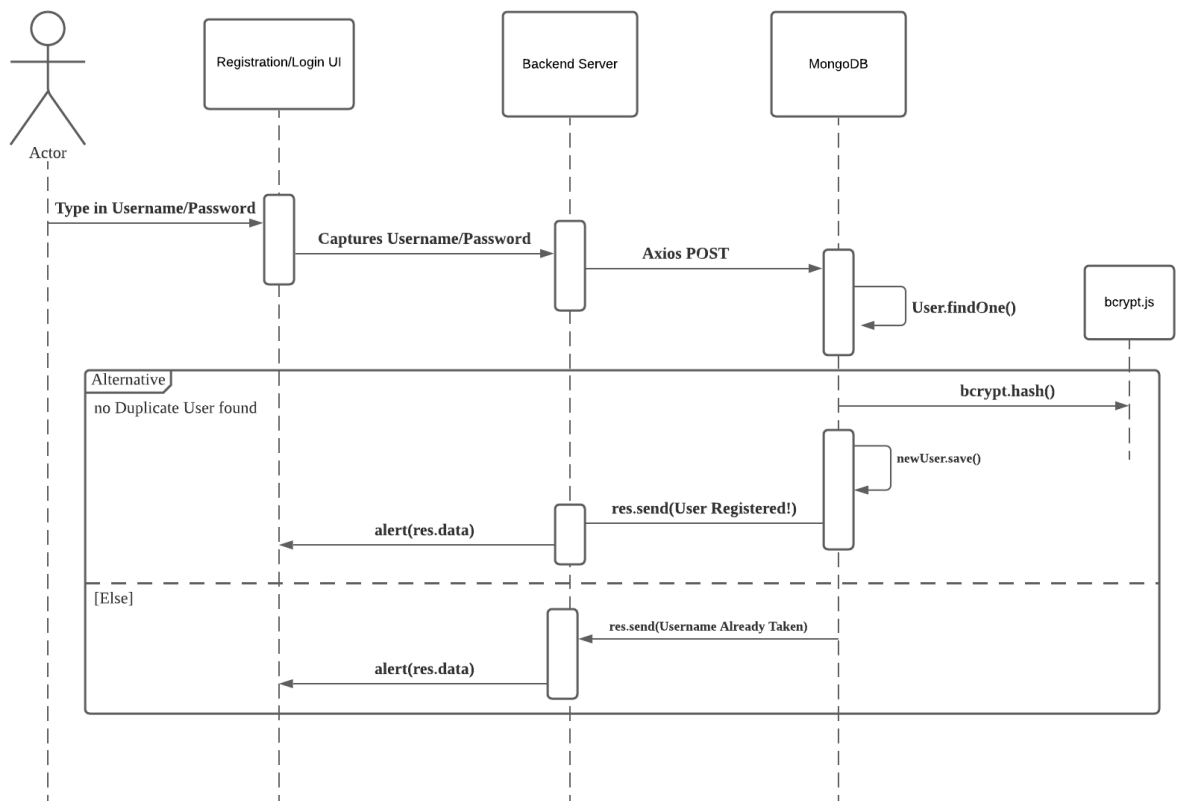 Registration/Login UI
Backend Server
MongoDB
Actor
Type in Username/Password
Captures Username/Password
Axios POST
User.findOne()
bcrypt.js
Alternative
no Duplicate User found
bcrypt.hash()
newUser.save()
res.send(User Registered!)
alert(res.data)
[Else]
res.send(Username Already Taken)
alert(res.data)